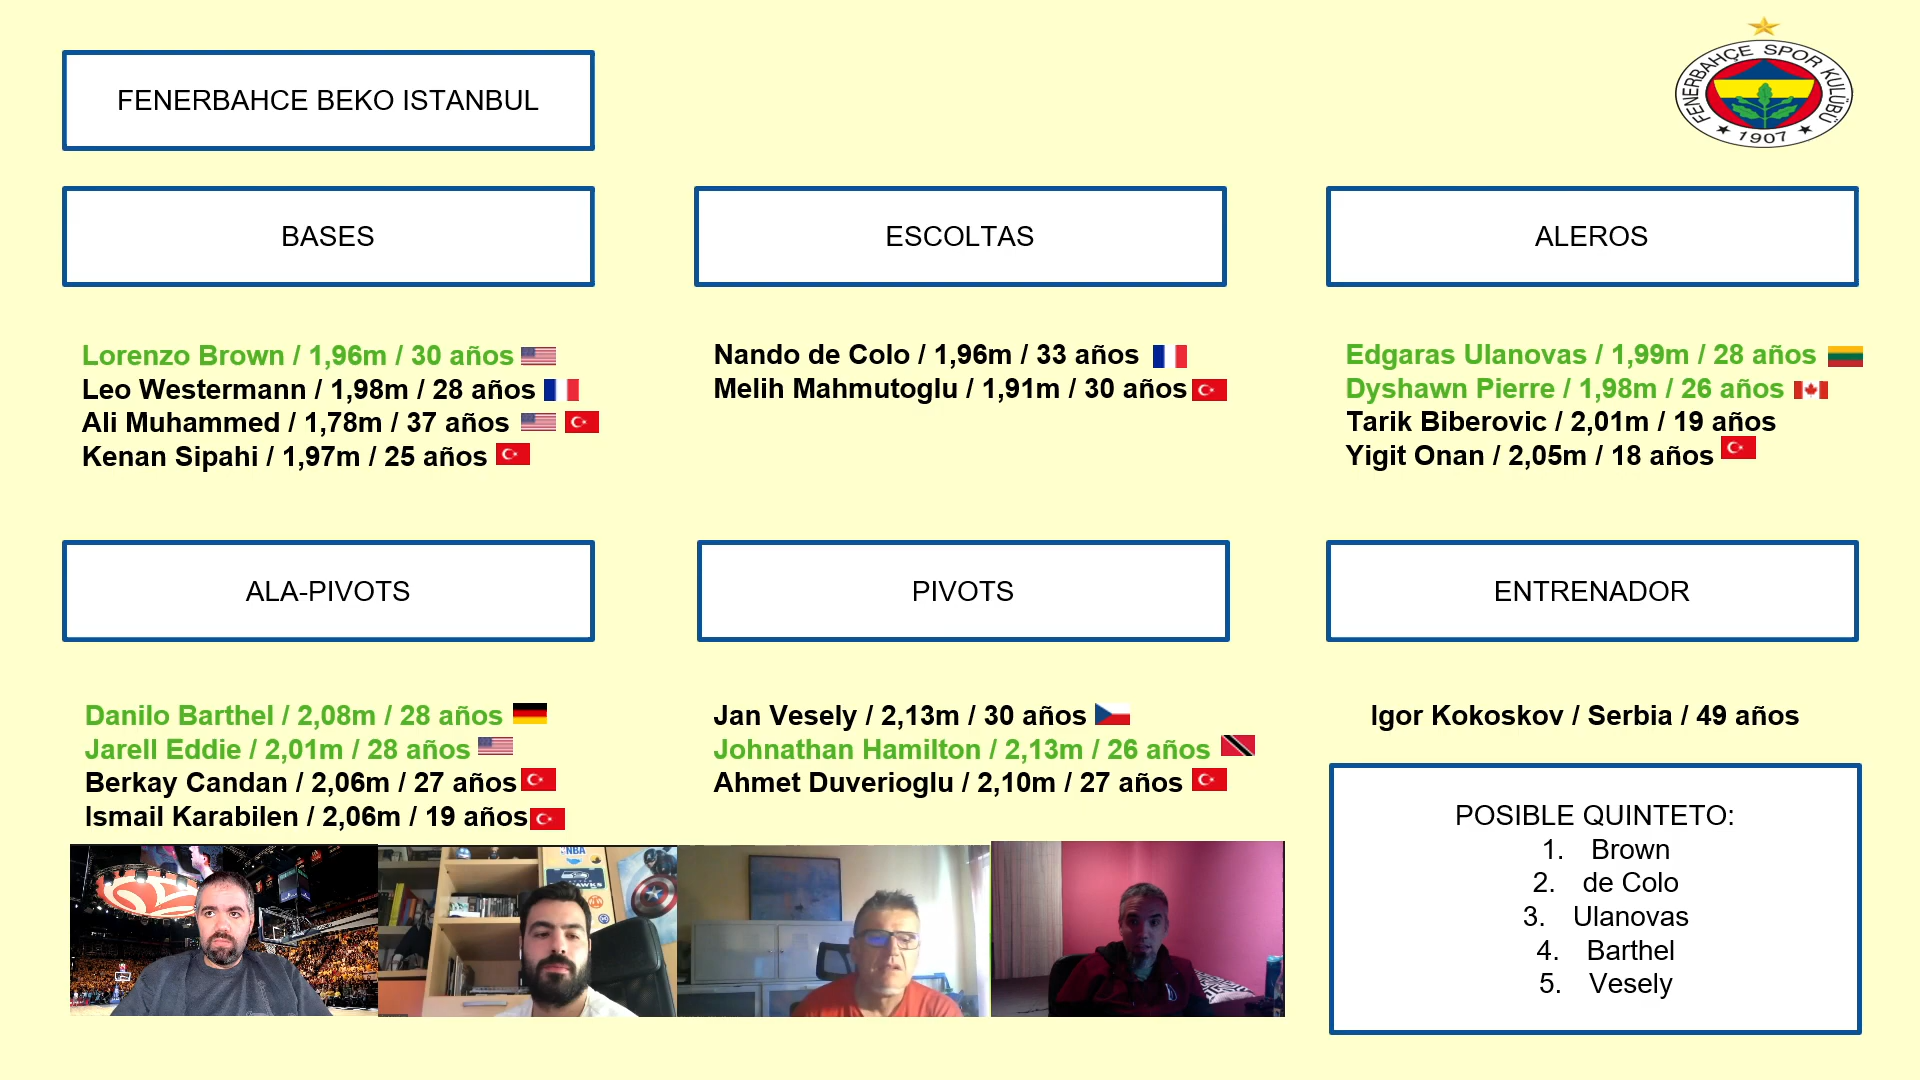 FENERBAHCE BEKO ISTANBUL
FENERBAHÇE SPOR KULÜBÜ
1907
BASES
Lorenzo Brown / 1,96m / 30 años
Leo Westermann / 1,98m / 28 años
Ali Muhammed / 1,78m / 37 años
Kenan Sipahi / 1,97m / 25 años
ESCOLTAS
Nando de Colo / 1,96m / 33 años
Melih Mahmutoglu / 1,91m / 30 años
ALEROS
Edgaras Ulanovas / 1,99m / 28 años
Dyshawn Pierre / 1,98m / 26 años
Tarik Biberovic / 2,01m / 19 años
Yigit Onan / 2,05m / 18 años
ALA-PIVOTS
Danilo Barthel / 2,08m / 28 años
Jarell Eddie / 2,01m / 28 años
Berkay Candan / 2,06m / 27 años
Ismail Karabilen / 2,06m / 19 años
PIVOTS
Jan Vesely / 2,13m / 30 años
Johnathan Hamilton / 2,13m / 26 años
Ahmet Duverioglu / 2,10m / 27 años
ENTRENADOR
Igor Kokoskov / Serbia / 49 años
POSIBLE QUINTETO:
1. Brown
2. de Colo
3. Ulanovas
4. Barthel
5. Vesely
NBA